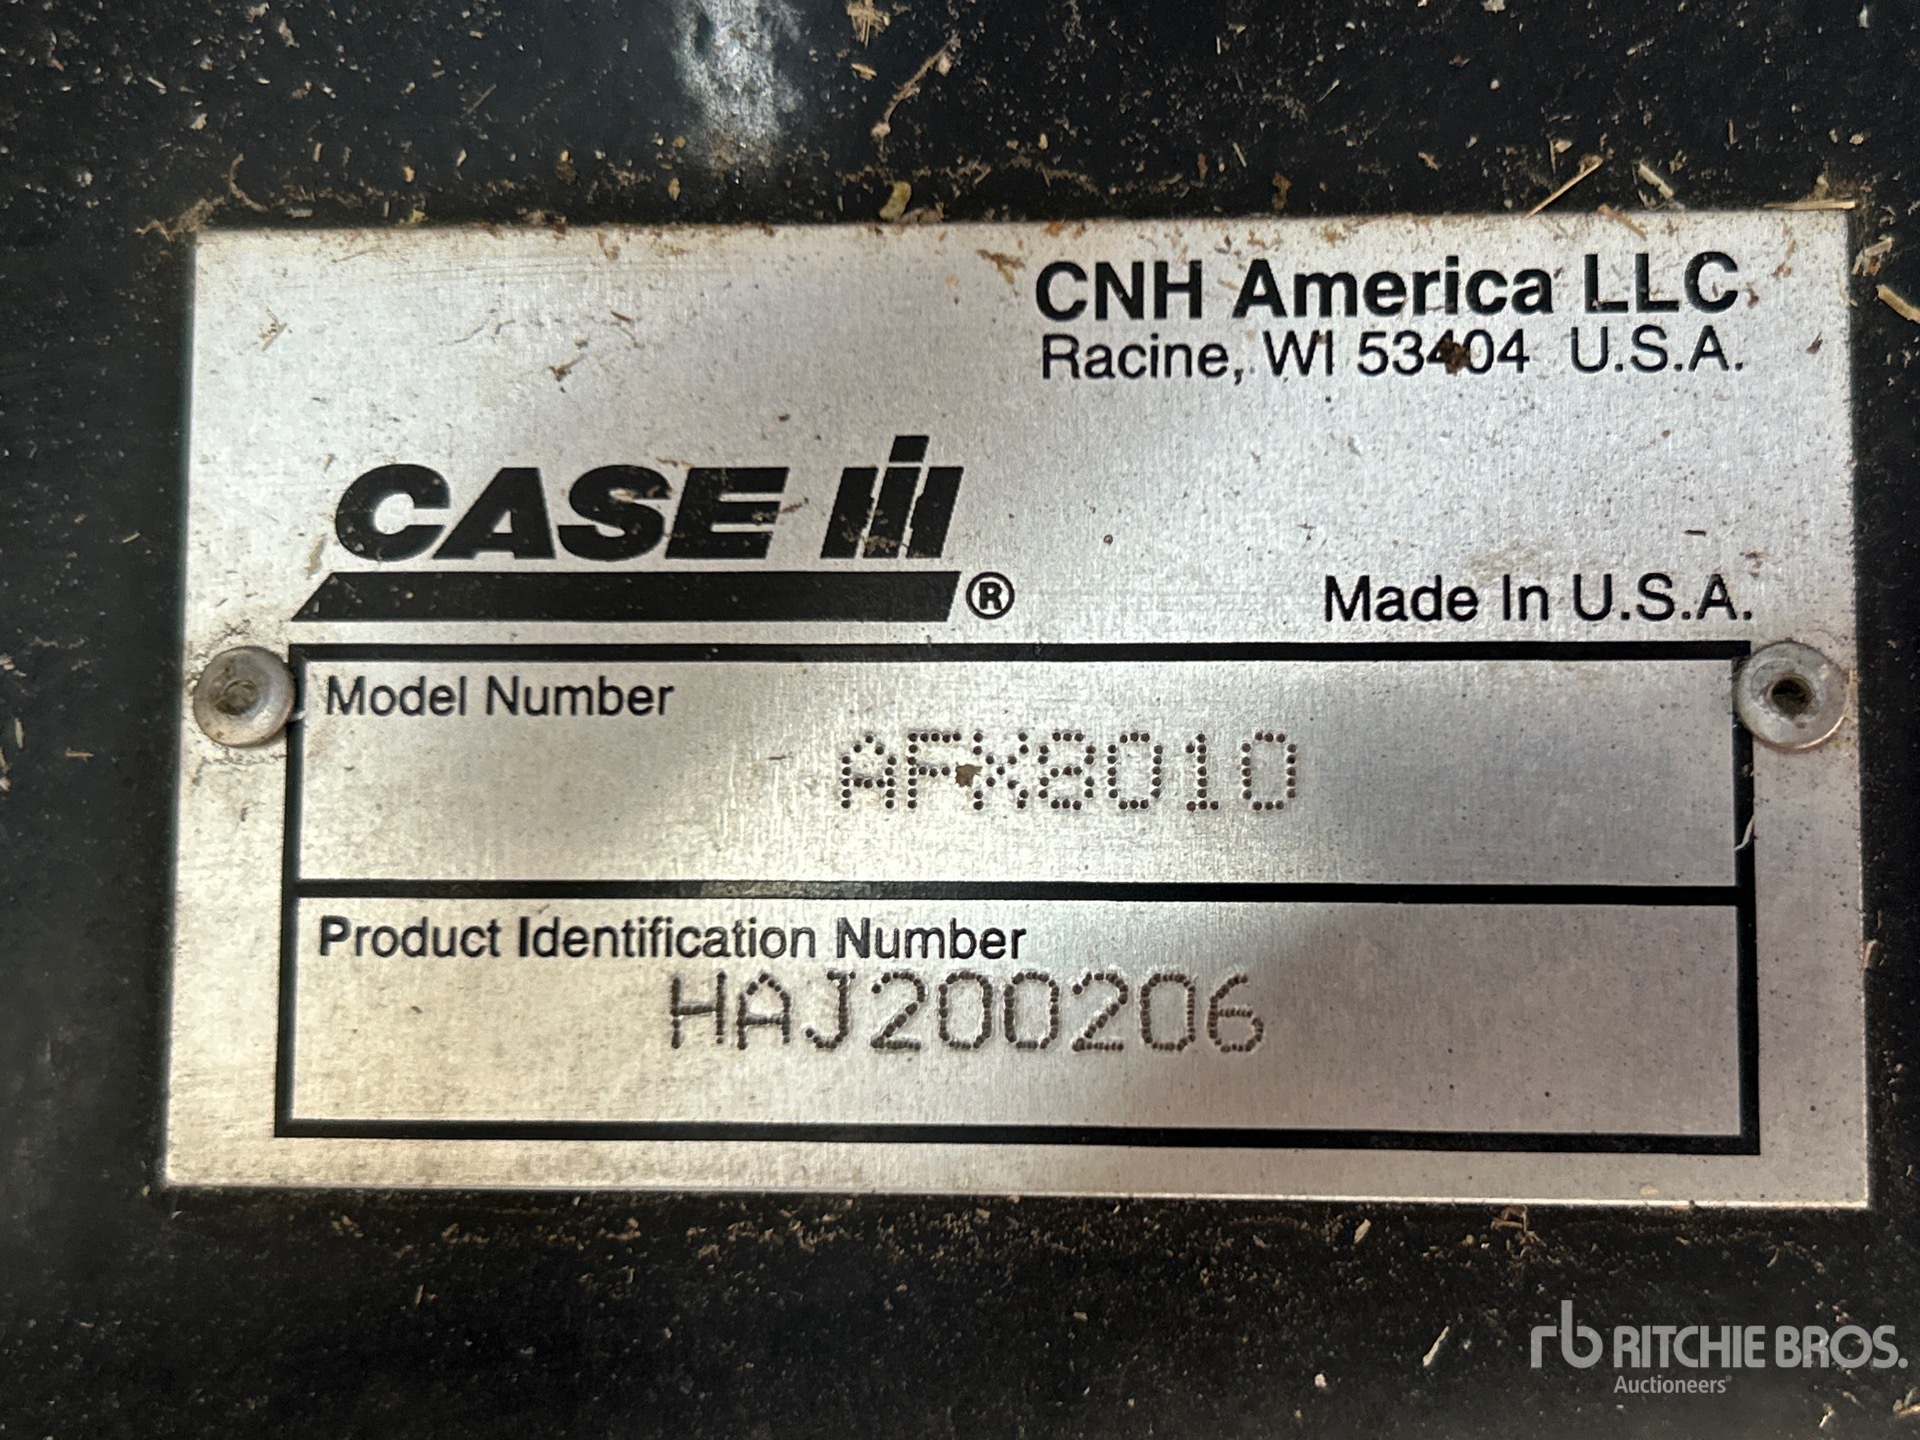 CNH America LLC
Racine, WI 53404 U.S.A.
CASE IH®
Made In U.S.A.
Model Number
AFX8010
Product Identification Number
HAJ200206
rb RITCHIE BROS.
Auctioneers